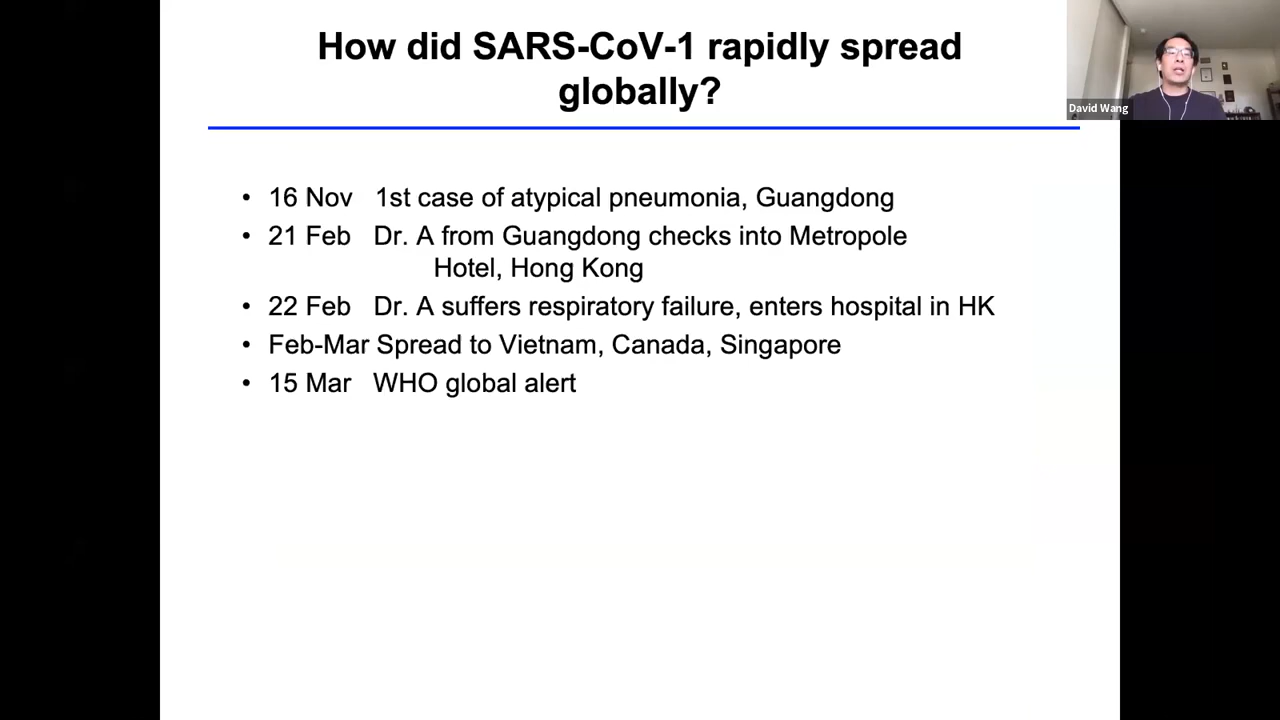 How did SARS-CoV-1 rapidly spread
globally?
David Wang
• 16 Nov 1st case of atypical pneumonia, Guangdong
• 21 Feb Dr. A from Guangdong checks into Metropole
Hotel, Hong Kong
• 22 Feb Dr. A suffers respiratory failure, enters hospital in HK
• Feb-Mar Spread to Vietnam, Canada, Singapore
• 15 Mar WHO global alert